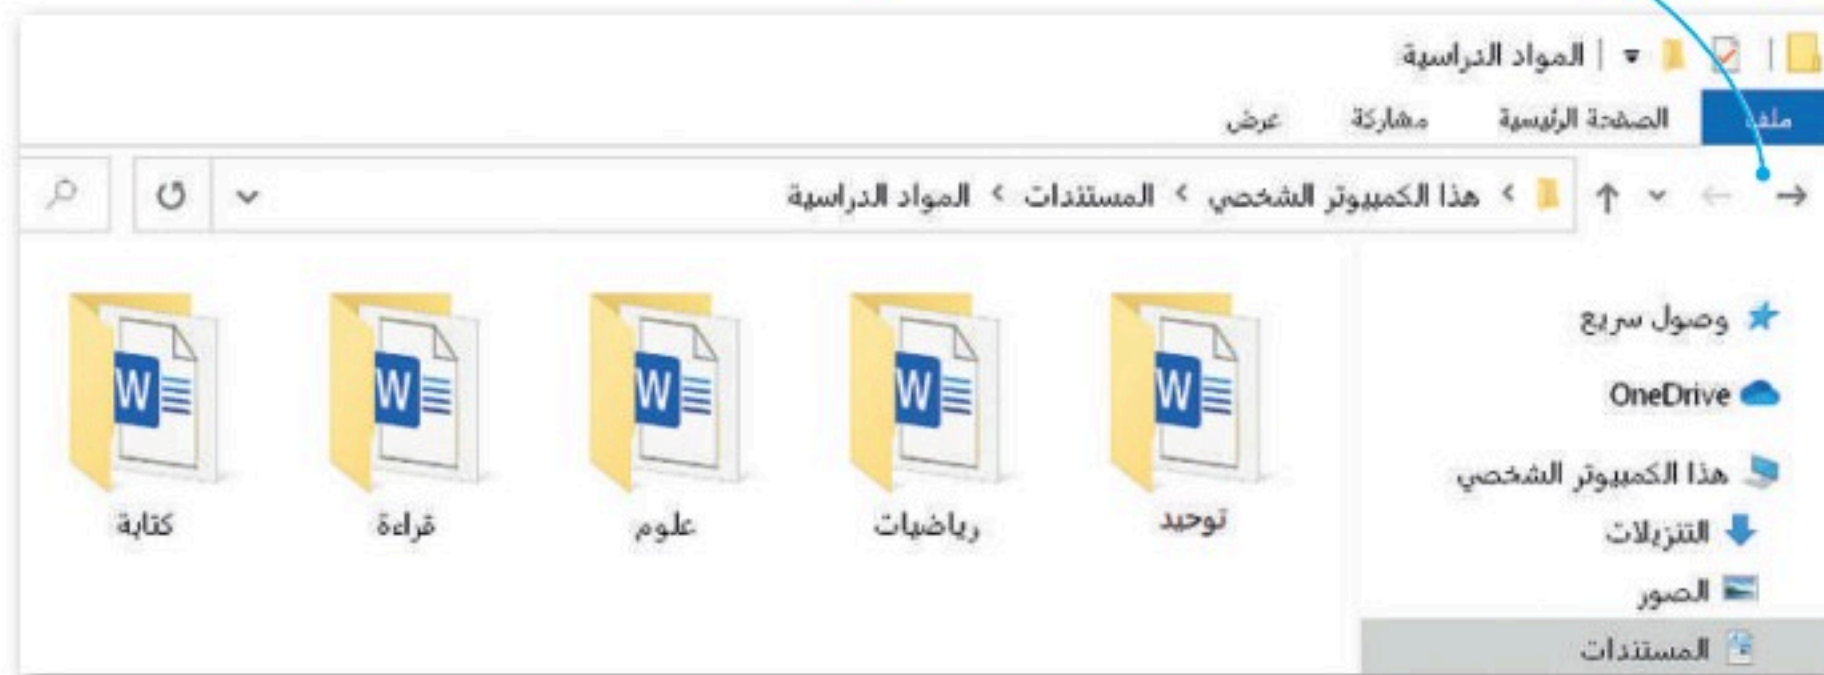 المواد الدراسية
ملف الصفحة الرئيسية مشاركة عرض
هذا الكمبيوتر الشخصي › المستندات › المواد الدراسية
وصول سريع
OneDrive
هذا الكمبيوتر الشخصي
التنزيلات
الصور
المستندات
توحيد رياضيات علوم قراءة كتابة